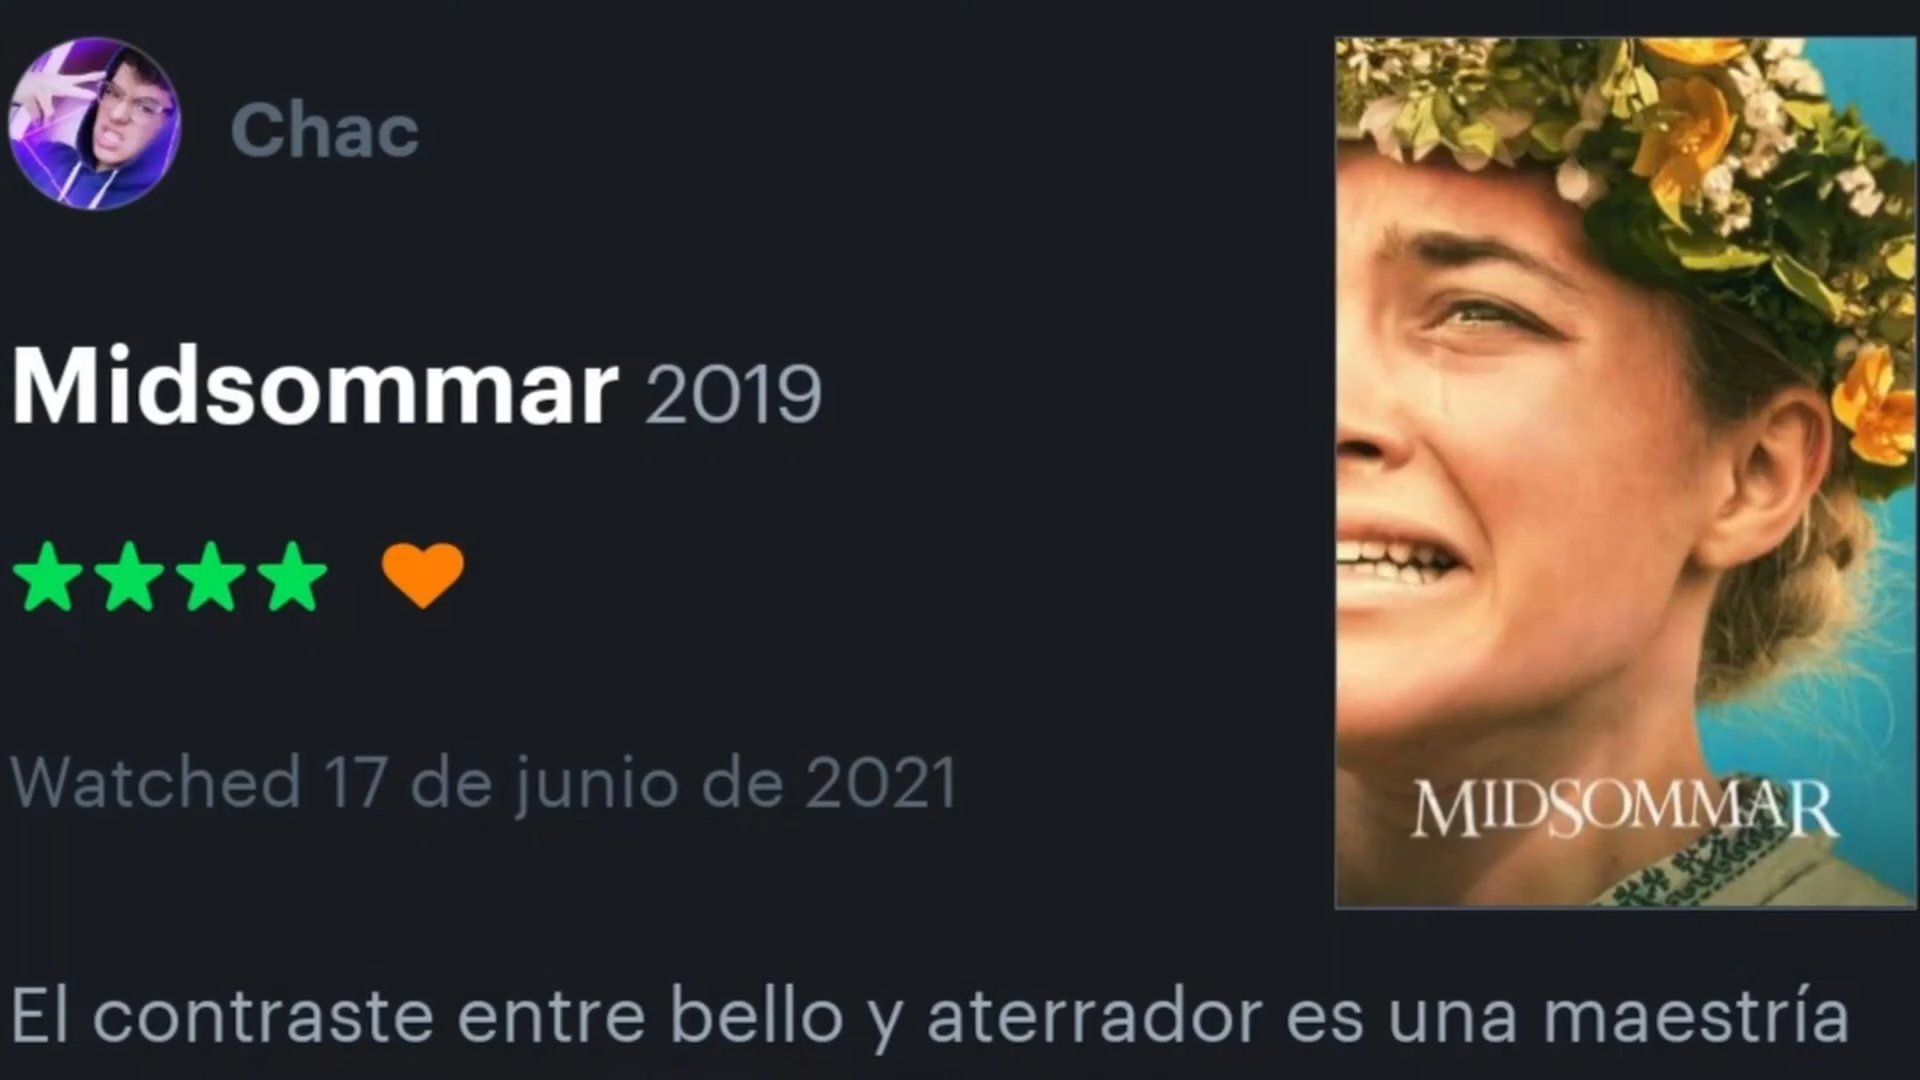 Chac
Midsommar 2019
Watched 17 de junio de 2021
MIDSOMMAR
El contraste entre bello y aterrador es una maestría